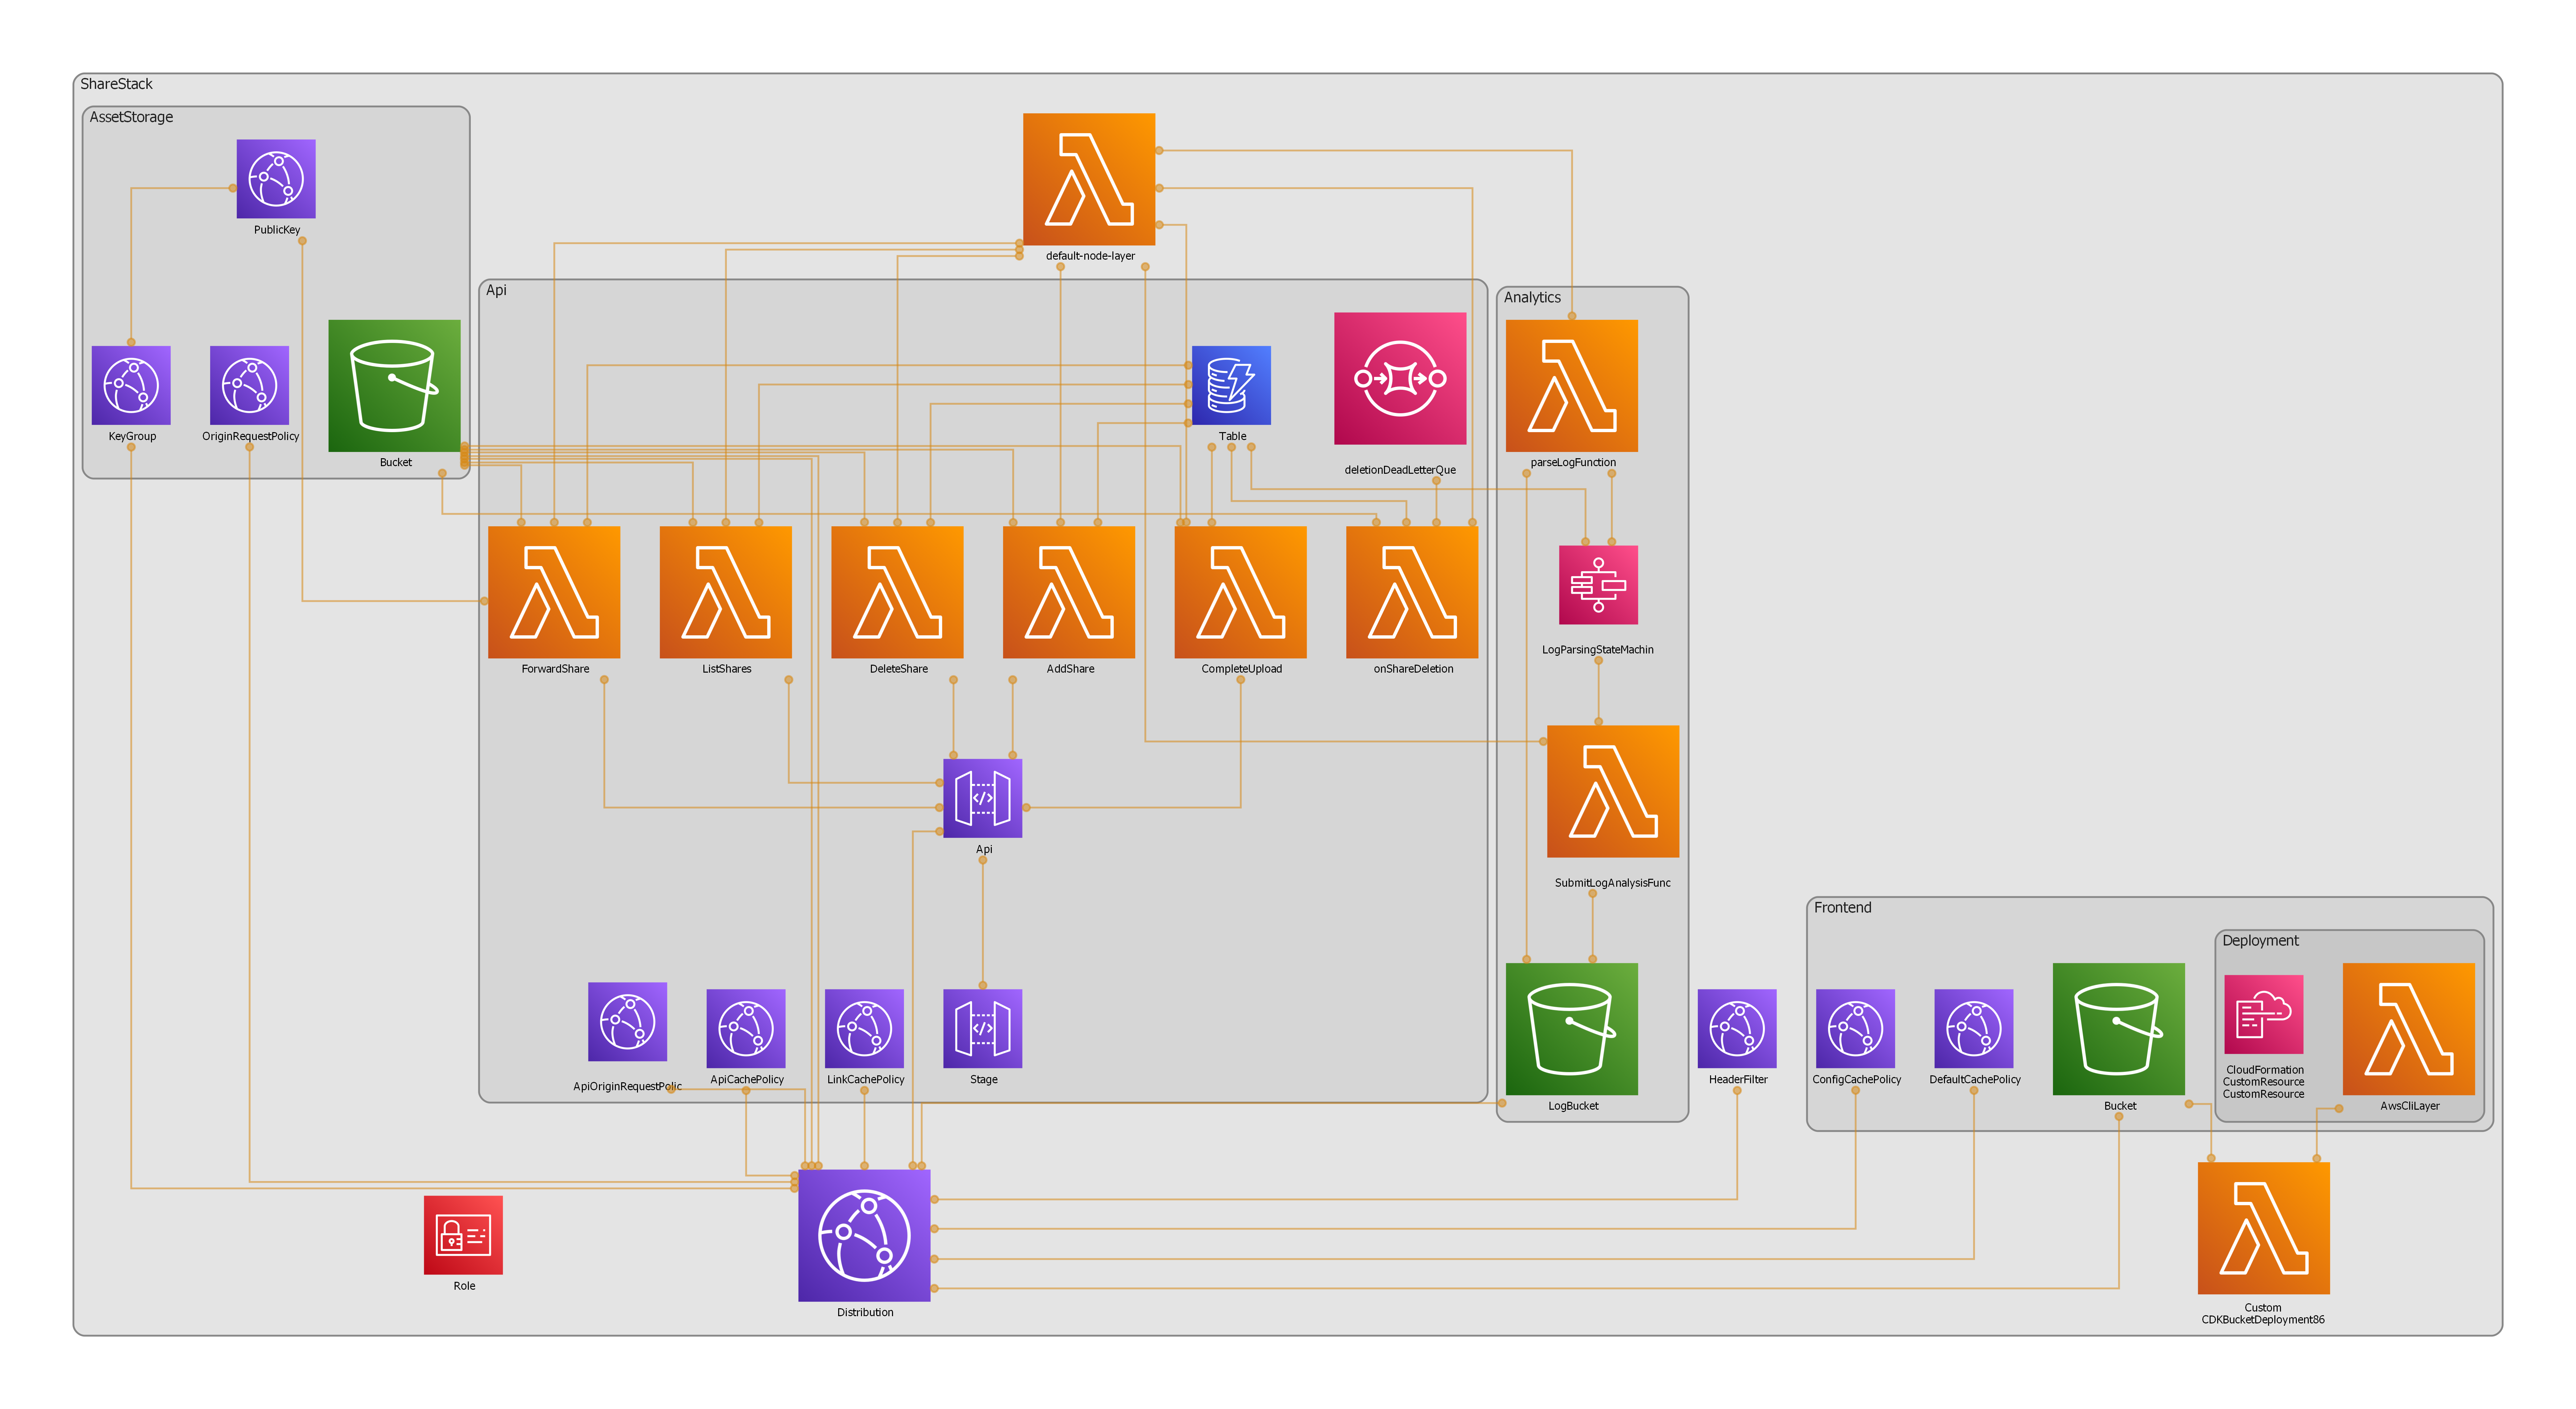 ShareStack
AssetStorage
PublicKey
default-node-layer
Api
Analytics
KeyGroup
OriginRequestPolicy
Bucket
Table
deletionDeadLetterQue
parseLogFunction
ForwardShare
ListShares
DeleteShare
AddShare
CompleteUpload
onShareDeletion
LogParsingStateMachin
Api
SubmitLogAnalysisFunc
Frontend
Deployment
ApiOriginRequestPolic
ApiCachePolicy
LinkCachePolicy
Stage
LogBucket
HeaderFilter
ConfigCachePolicy
DefaultCachePolicy
Bucket
CloudFormation
CustomResource
CustomResource
AwsCliLayer
Role
Distribution
Custom
CDKBucketDeployment86